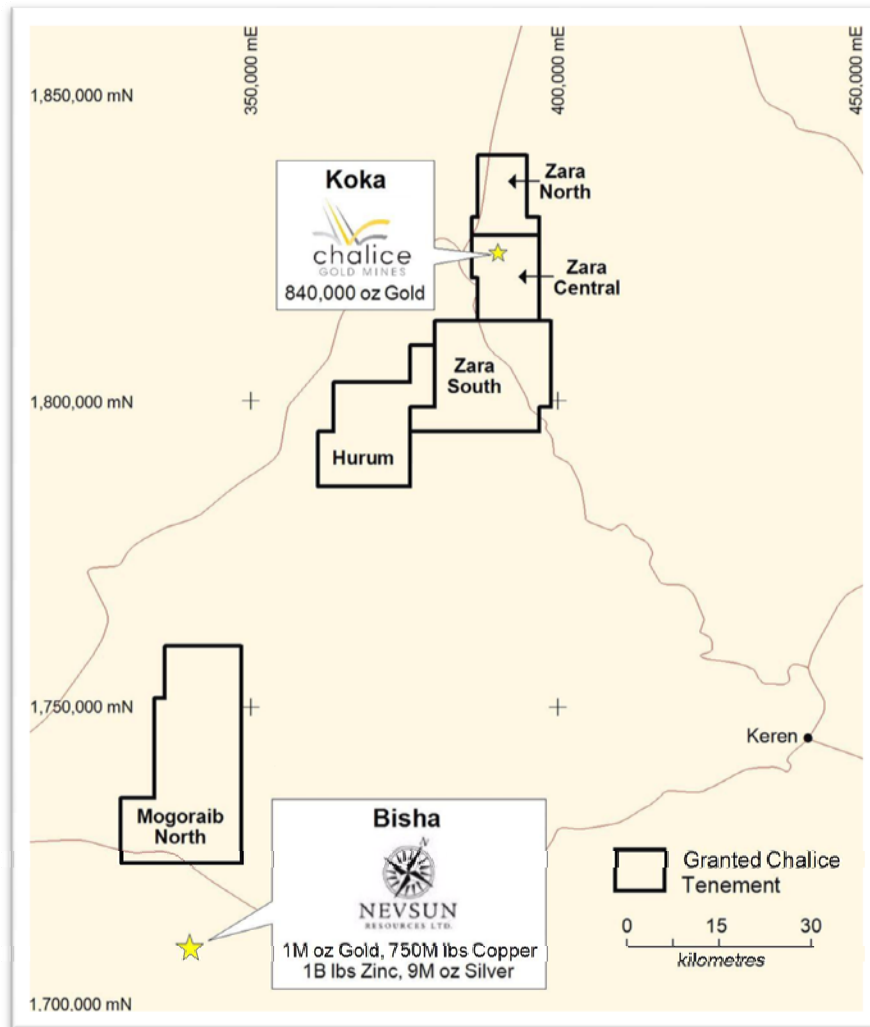 350,000 mE
400,000 mE
450,000 mE
1,850,000 mN
Koka
chalice
GOLD MINES
840,000 oz Gold
Zara
North
Zara
Central
Zara
South
1,800,000 mN
Hurum
1,750,000 mN
Keren
Mogoraib
North
Bisha
N
NEVSUN
RESOURCES LTD.
1M oz Gold, 750M lbs Copper
1B lbs Zinc, 9M oz Silver
Granted Chalice
Tenement
0 15 30
kilometres
1,700,000 mN